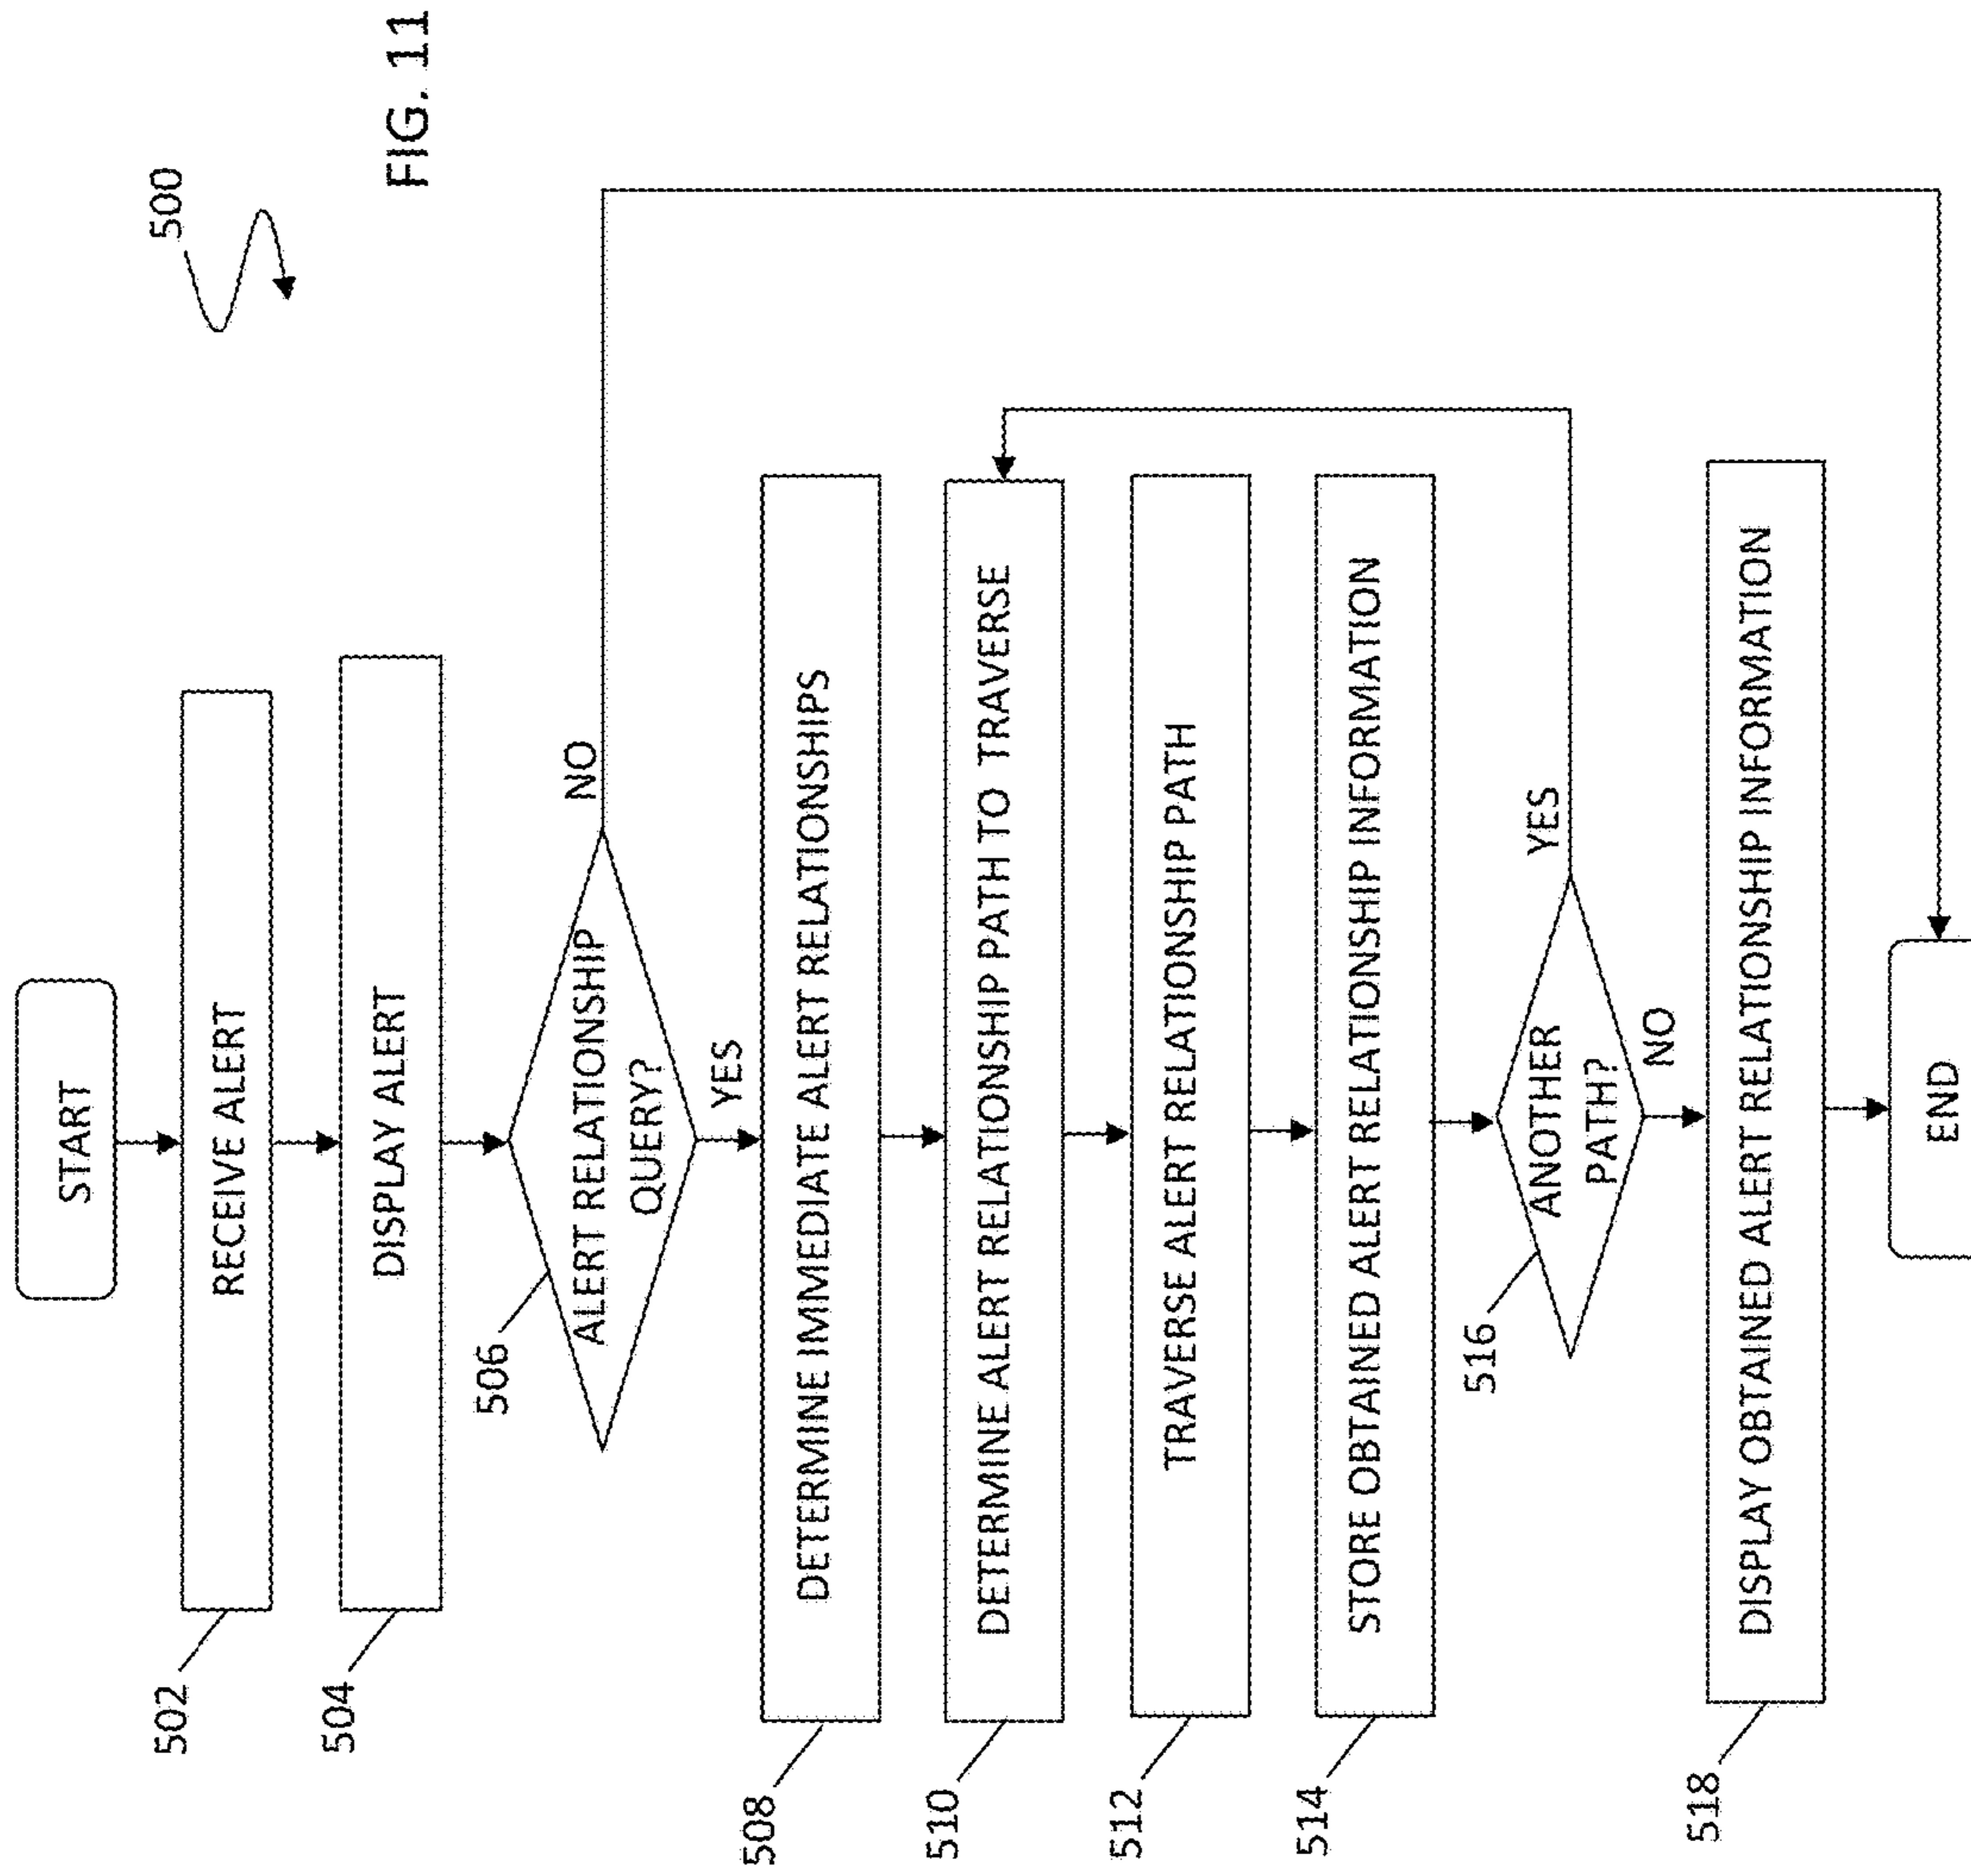 500
FIG. 11
START
502
RECEIVE ALERT
504
DISPLAY ALERT
506
ALERT RELATIONSHIP
QUERY?
NO
YES
508
DETERMINE IMMEDIATE ALERT RELATIONSHIPS
510
DETERMINE ALERT RELATIONSHIP PATH TO TRAVERSE
512
TRAVERSE ALERT RELATIONSHIP PATH
514
STORE OBTAINED ALERT RELATIONSHIP INFORMATION
516
ANOTHER
PATH?
YES
NO
518
DISPLAY OBTAINED ALERT RELATIONSHIP INFORMATION
END